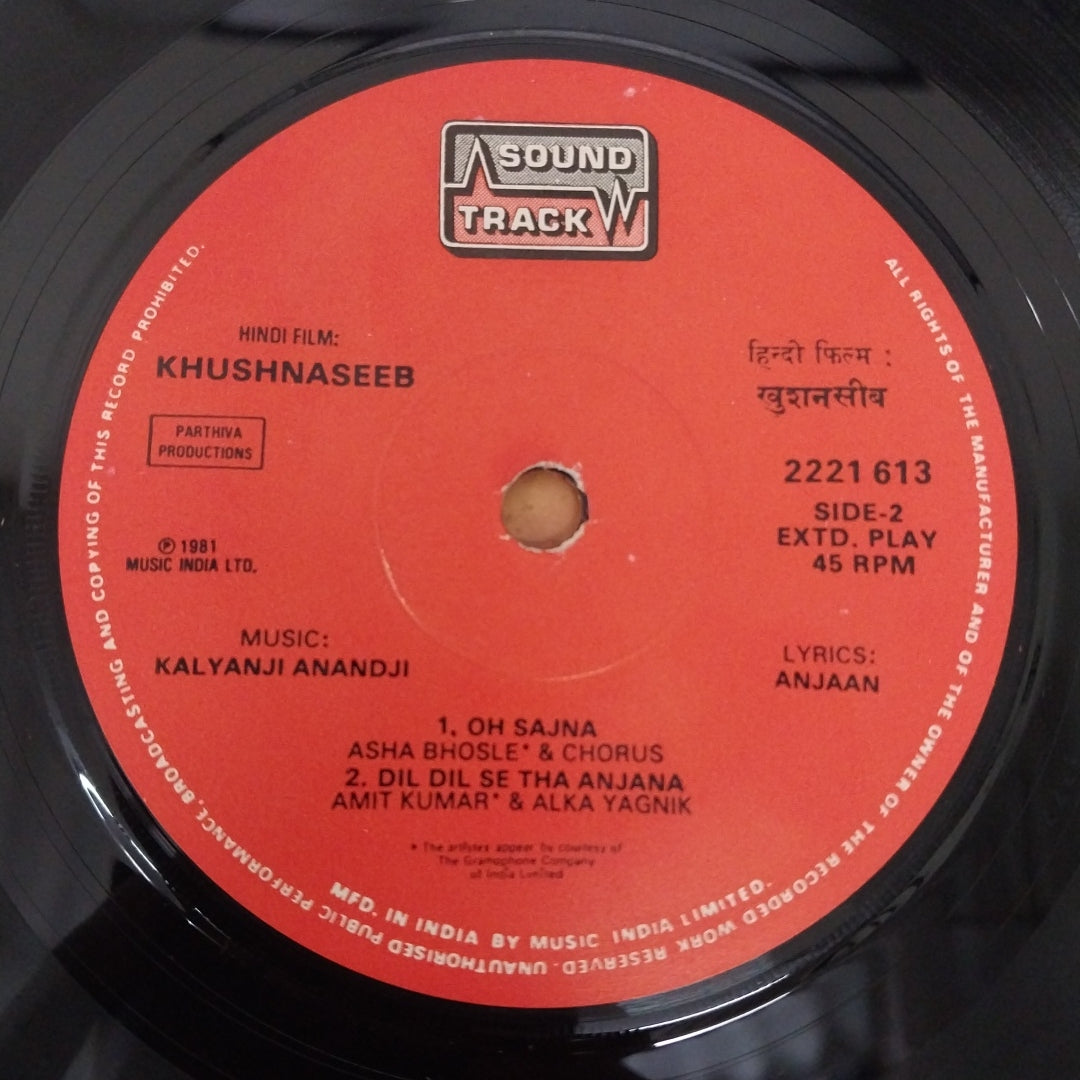 SOUND
TRACK
HINDI FILM:
KHUSHNASEEB
PARTHIVA
PRODUCTIONS
हिन्दी फिल्म :
खुशनसीब
2221 613
SIDE-2
EXTD. PLAY
45 RPM
℗ 1981
MUSIC INDIA LTD.
MUSIC:
KALYANJI ANANDJI
LYRICS:
ANJAAN
1. OH SAJNA
ASHA BHOSLE* & CHORUS
2. DIL DIL SE THA ANJANA
AMIT KUMAR* & ALKA YAGNIK
* The artistes appear by courtesy of
The Gramophone Company
of India Limited
MFD. IN INDIA BY MUSIC INDIA LIMITED.
ALL RIGHTS OF THE MANUFACTURER AND OF THE OWNER OF THE RECORDED WORK RESERVED. UNAUTHORISED PUBLIC PERFORMANCE, BROADCASTING AND COPYING OF THIS RECORD PROHIBITED.